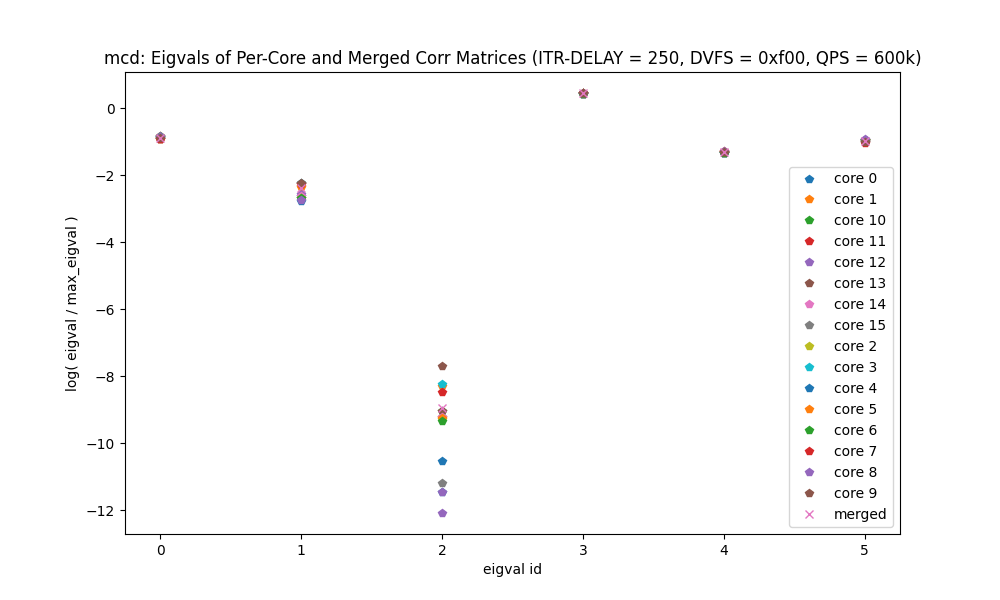 mcd: Eigvals of Per-Core and Merged Corr Matrices (ITR-DELAY = 250, DVFS = 0xf00, QPS = 600k)
log( eigval / max_eigval )
0
−2
−4
−6
−8
−10
−12
0 1 2 3 4 5
eigval id
core 0
core 1
core 10
core 11
core 12
core 13
core 14
core 15
core 2
core 3
core 4
core 5
core 6
core 7
core 8
core 9
merged